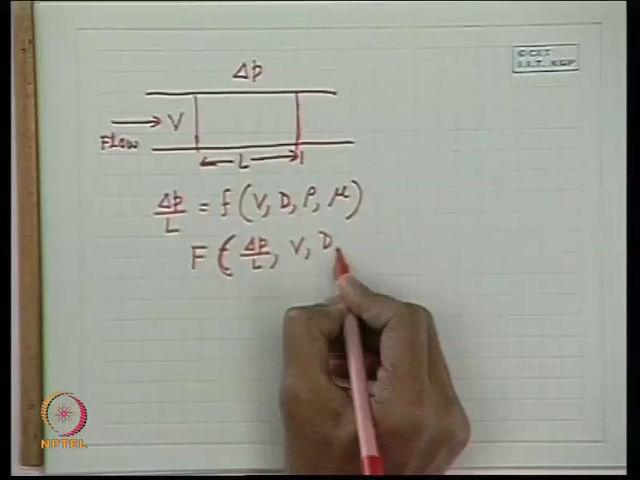 Δp
C CET
I.I.T. KGP
V
Flow
L
Δp/L = f (V, D, ρ, μ)
F (Δp/L, V, D,
NPTEL